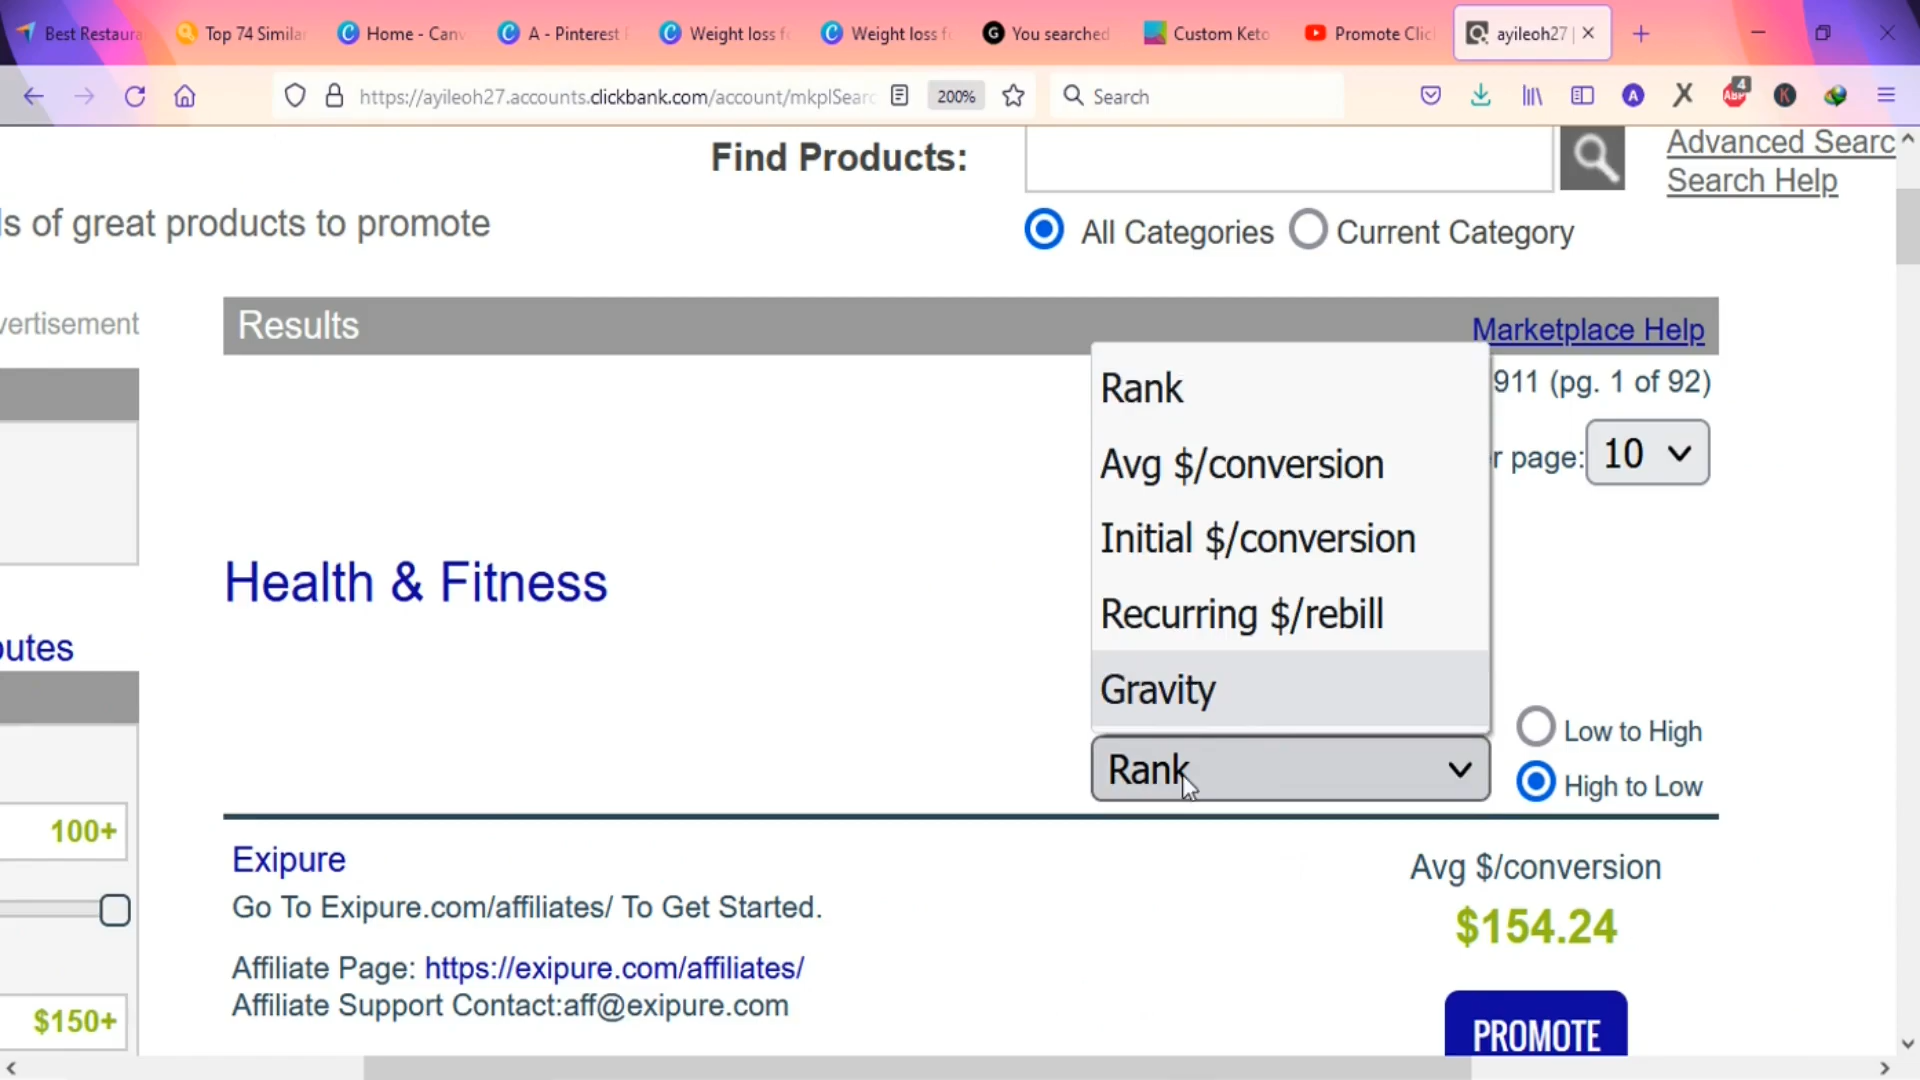 Best Restaura
Top 74 Simila
Home - Canv
A - Pinterest
Weight loss f
Weight loss f
You searched
Custom Keto
Promote Clic
ayileoh27 |
https://ayileoh27.accounts.clickbank.com/account/mkplSearc
200%
Search
4
ABP
A
K
Find Products:
Advanced Searc
Search Help
ls of great products to promote
All Categories
Current Category
vertisement
Results
Marketplace Help
911 (pg. 1 of 92)
r page:
10
Rank
Avg $/conversion
Initial $/conversion
Recurring $/rebill
Gravity
Rank
Low to High
High to Low
Health & Fitness
outes
100+
$150+
Exipure
Go To Exipure.com/affiliates/ To Get Started.
Affiliate Page: https://exipure.com/affiliates/
Affiliate Support Contact:aff@exipure.com
Avg $/conversion
$154.24
PROMOTE